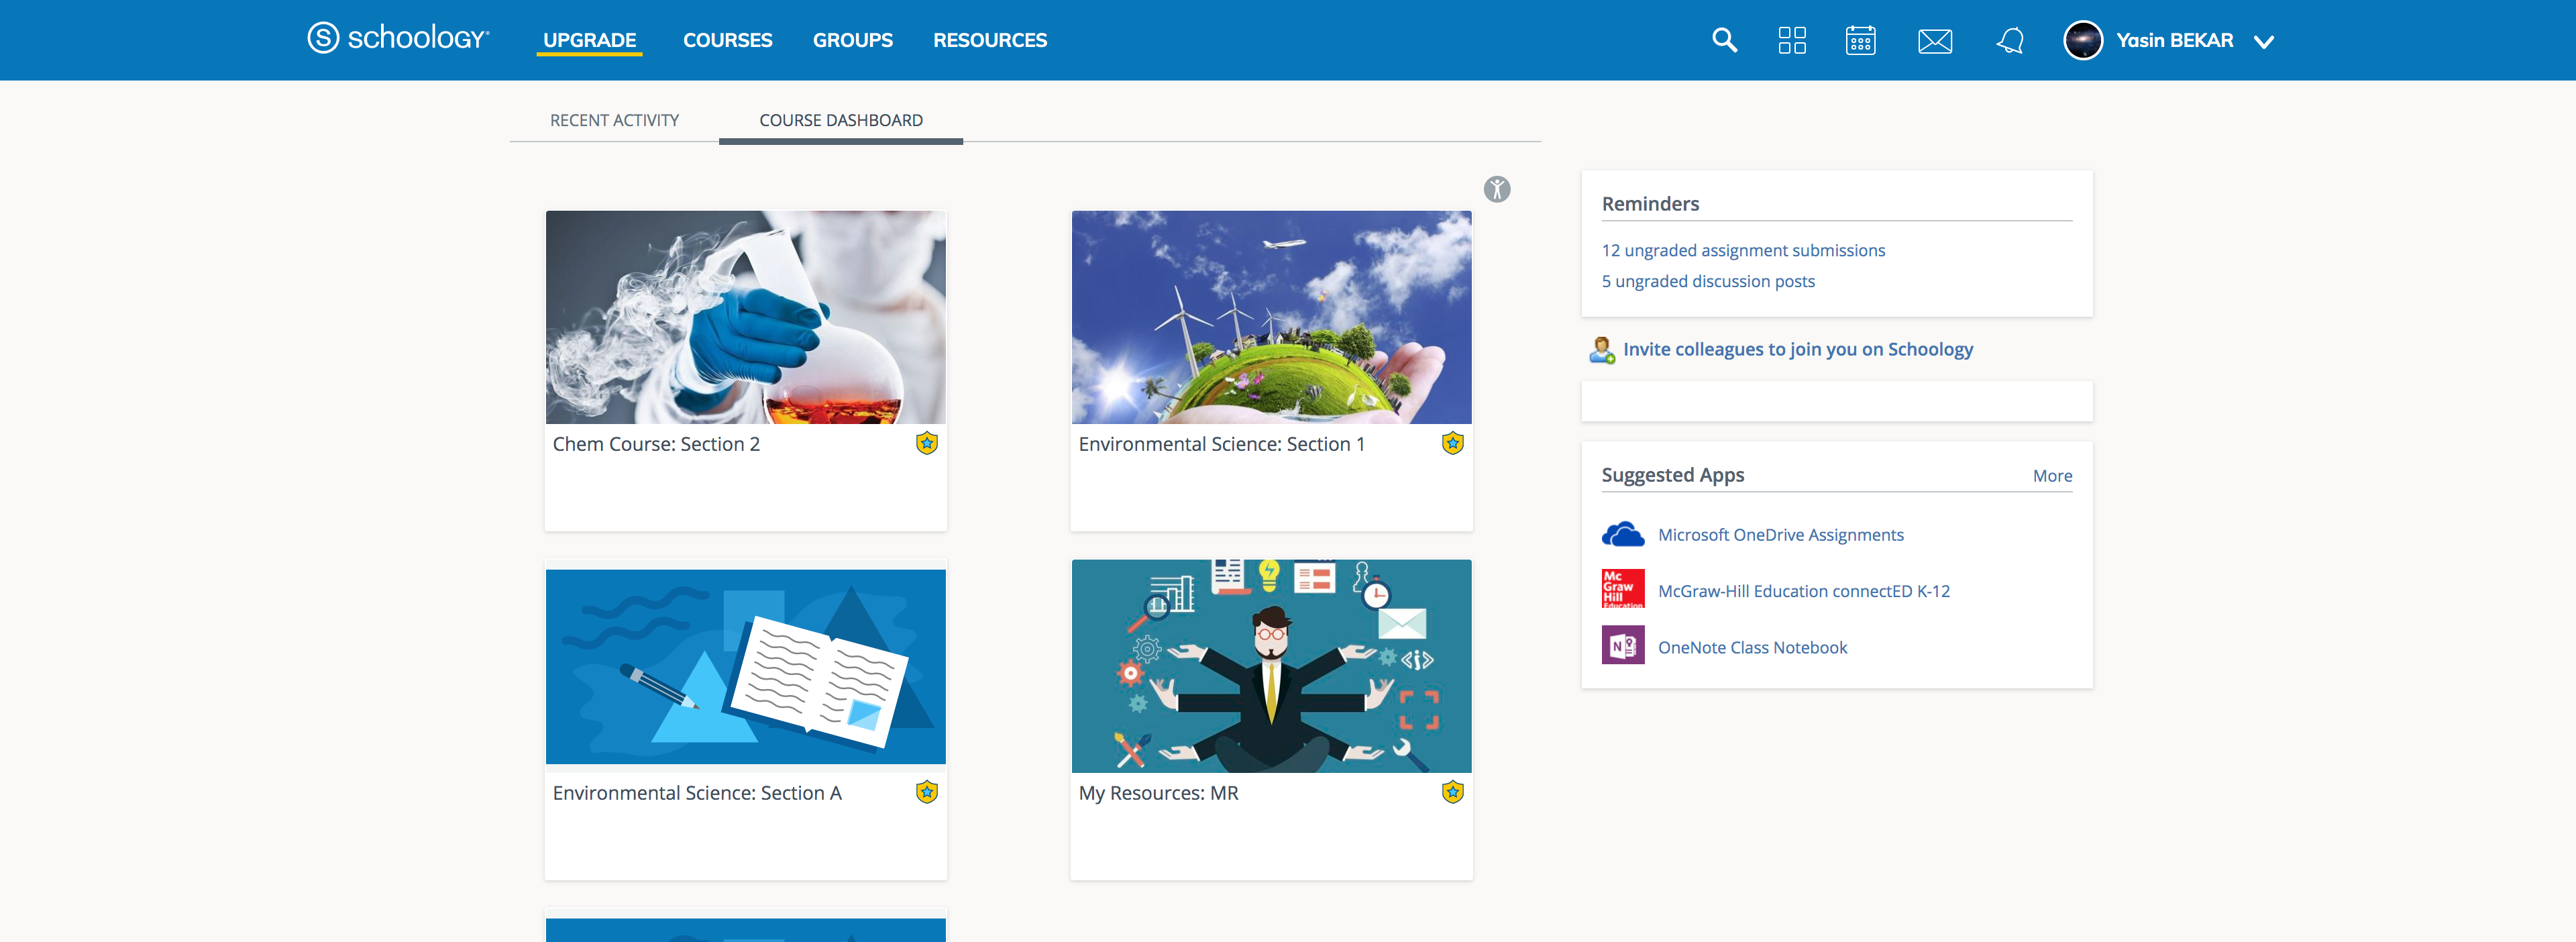 schoology®
UPGRADE
COURSES
GROUPS
RESOURCES
Yasin BEKAR
RECENT ACTIVITY
COURSE DASHBOARD
Chem Course: Section 2
Environmental Science: Section 1
Environmental Science: Section A
My Resources: MR
Reminders
12 ungraded assignment submissions
5 ungraded discussion posts
Invite colleagues to join you on Schoology
Suggested Apps
More
Microsoft OneDrive Assignments
Mc
Graw
Hill
Education
McGraw-Hill Education connectED K-12
N
OneNote Class Notebook